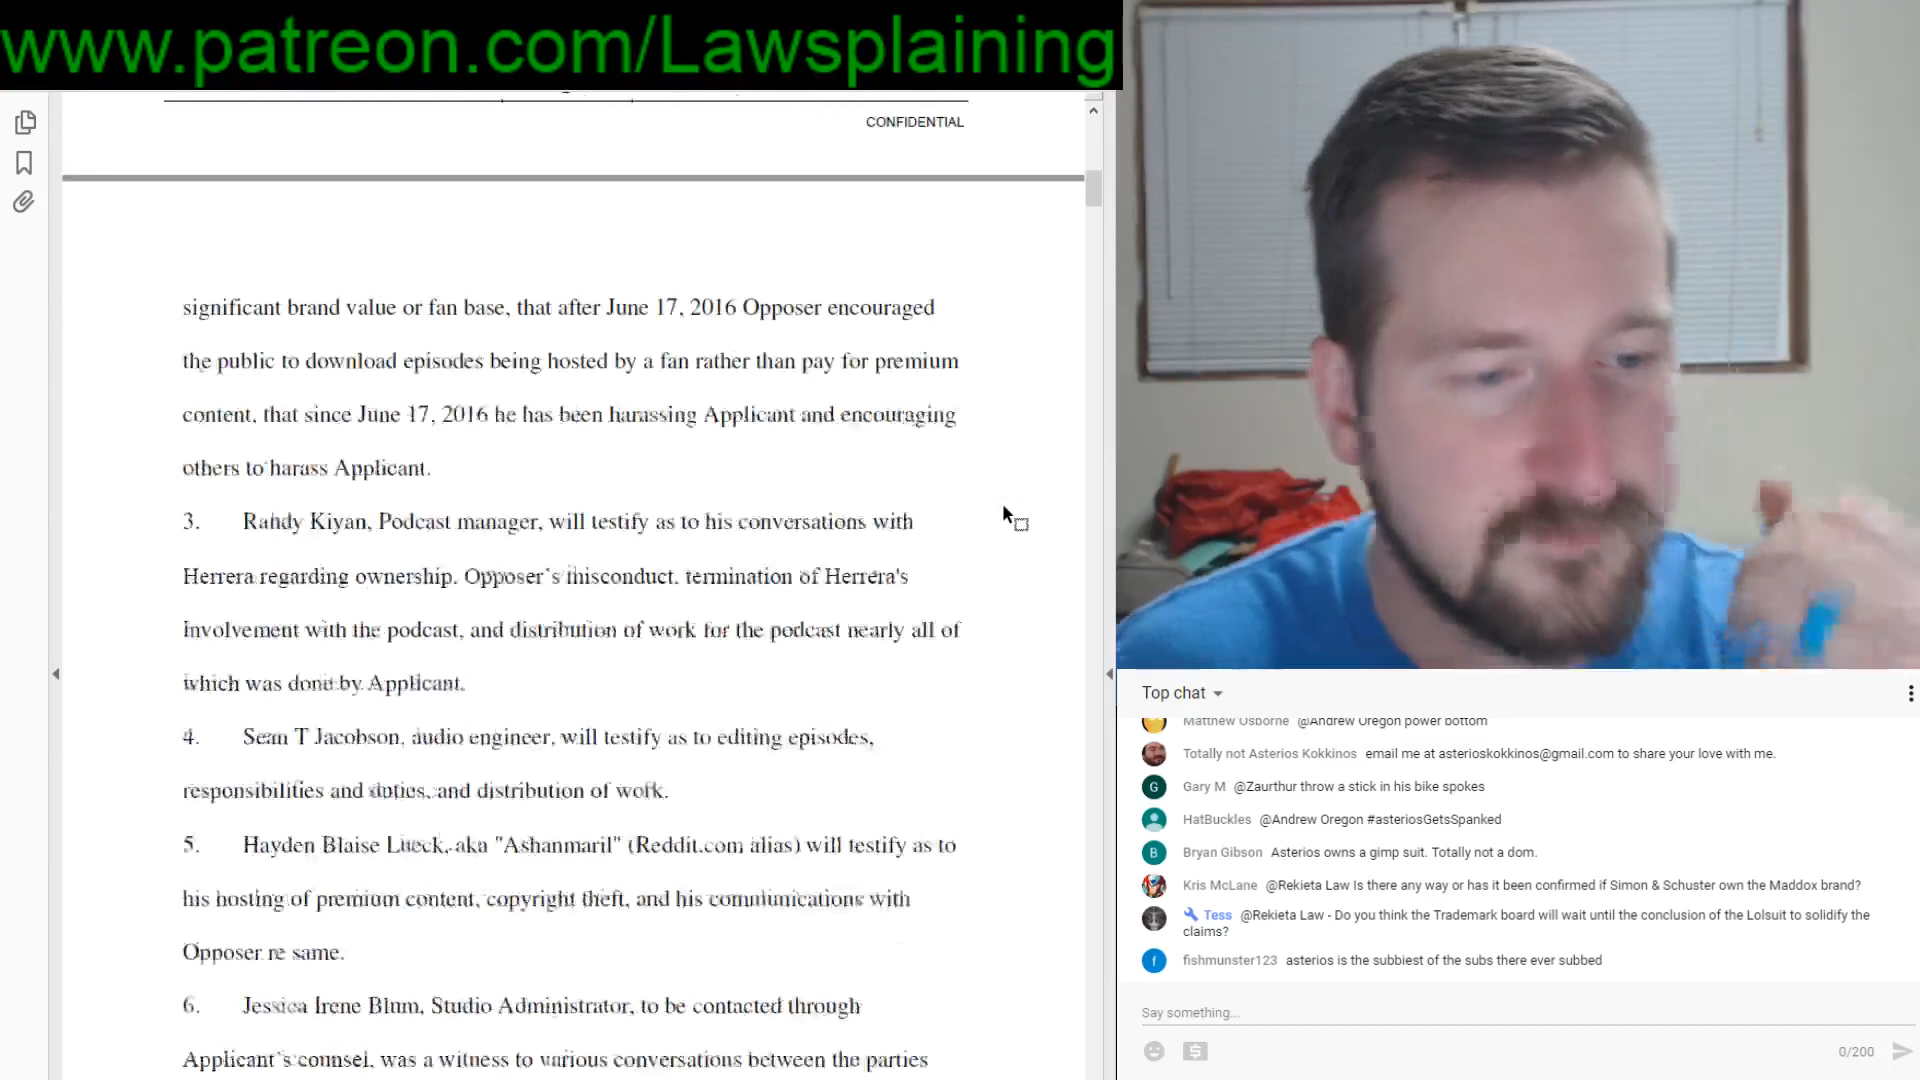 www.patreon.com/Lawsplaining
CONFIDENTIAL
significant brand value or fan base, that after June 17, 2016 Opposer encouraged
the public to download episodes being hosted by a fan rather than pay for premium
content, that since June 17, 2016 he has been harassing Applicant and encouraging
others to harass Applicant.
3. Randy Kiyan, Podcast manager, will testify as to his conversations with
Herrera regarding ownership. Opposer's misconduct. termination of Herrera's
Involvement with the podcast, and distribution of work for the podcast nearly all of
which was done by Applicant.
4. Sean T Jacobson, audio engineer, will testify as to editing episodes,
responsibilities and duties, and distribution of work.
5. Hayden Blaise Lueck, aka "Ashanmaril" (Reddit.com alias) will testify as to
his hosting of premium content, copyright theft, and his communications with
Opposer re same.
6. Jessica Irene Blum, Studio Administrator, to be contacted through
Applicant's counsel, was a witness to various conversations between the parties
Top chat
Matthew Osborne @Andrew Oregon power bottom
Totally not Asterios Kokkinos email me at asterioskokkinos@gmail.com to share your love with me.
G Gary M @Zaurthur throw a stick in his bike spokes
HatBuckles @Andrew Oregon #asteriosGetsSpanked
B Bryan Gibson Asterios owns a gimp suit. Totally not a dom.
Kris McLane @Rekieta Law Is there any way or has it been confirmed if Simon & Schuster own the Maddox brand?
Tess @Rekieta Law - Do you think the Trademark board will wait until the conclusion of the Lolsuit to solidify the
claims?
f fishmunster123 asterios is the subbiest of the subs there ever subbed
Say something...
0/200